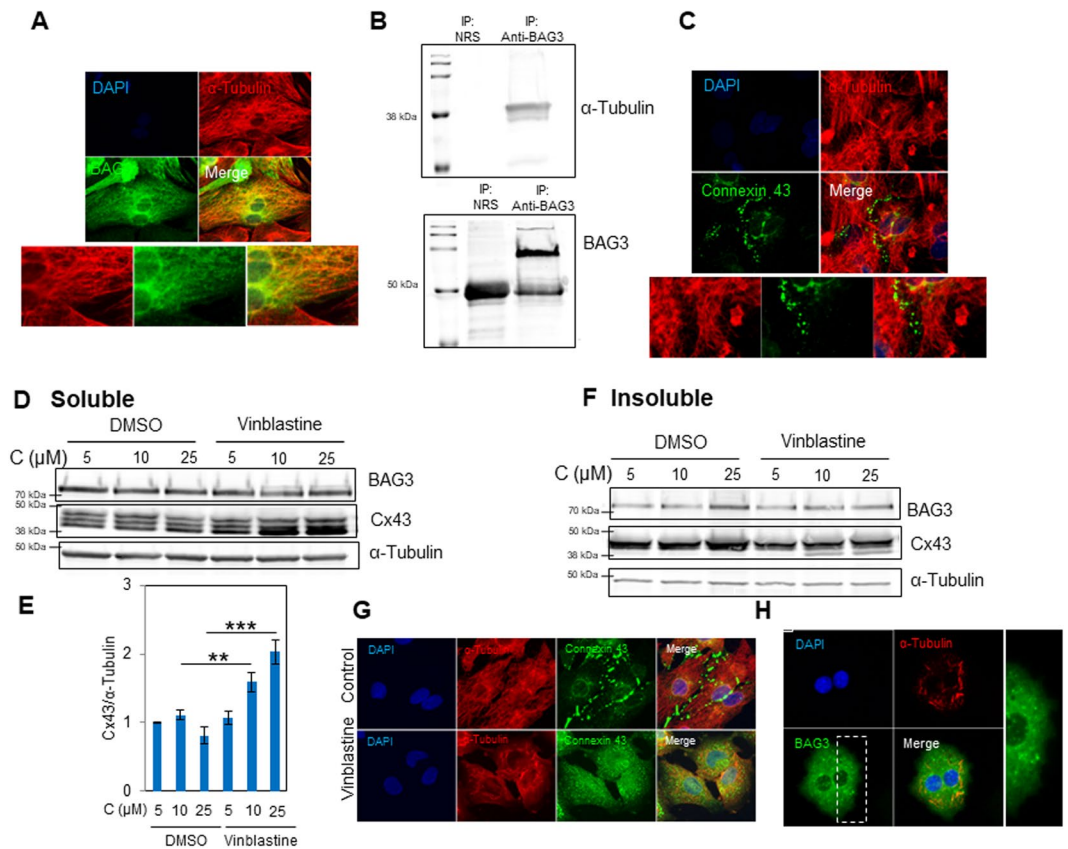 A
DAPI
α-Tubulin
BAG3
Merge
B
IP:
NRS
IP:
Anti-BAG3
38 kDa
α-Tubulin
IP:
NRS
IP:
Anti-BAG3
50 kDa
BAG3
C
DAPI
α-Tubulin
Connexin 43
Merge
D Soluble
DMSO Vinblastine
C (µM) 5 10 25 5 10 25
70 kDa
BAG3
50 kDa
38 kDa
Cx43
50 kDa
α-Tubulin
E
Cx43/α-Tubulin
3
2
1
0
**
***
C (µM) 5 10 25 5 10 25
DMSO Vinblastine
F Insoluble
DMSO Vinblastine
C (µM) 5 10 25 5 10 25
70 kDa
BAG3
50 kDa
38 kDa
Cx43
50 kDa
α-Tubulin
G
Control
DAPI
α-Tubulin
Connexin 43
Merge
Vinblastine
DAPI
α-Tubulin
Connexin 43
Merge
H
DAPI
α-Tubulin
BAG3
Merge